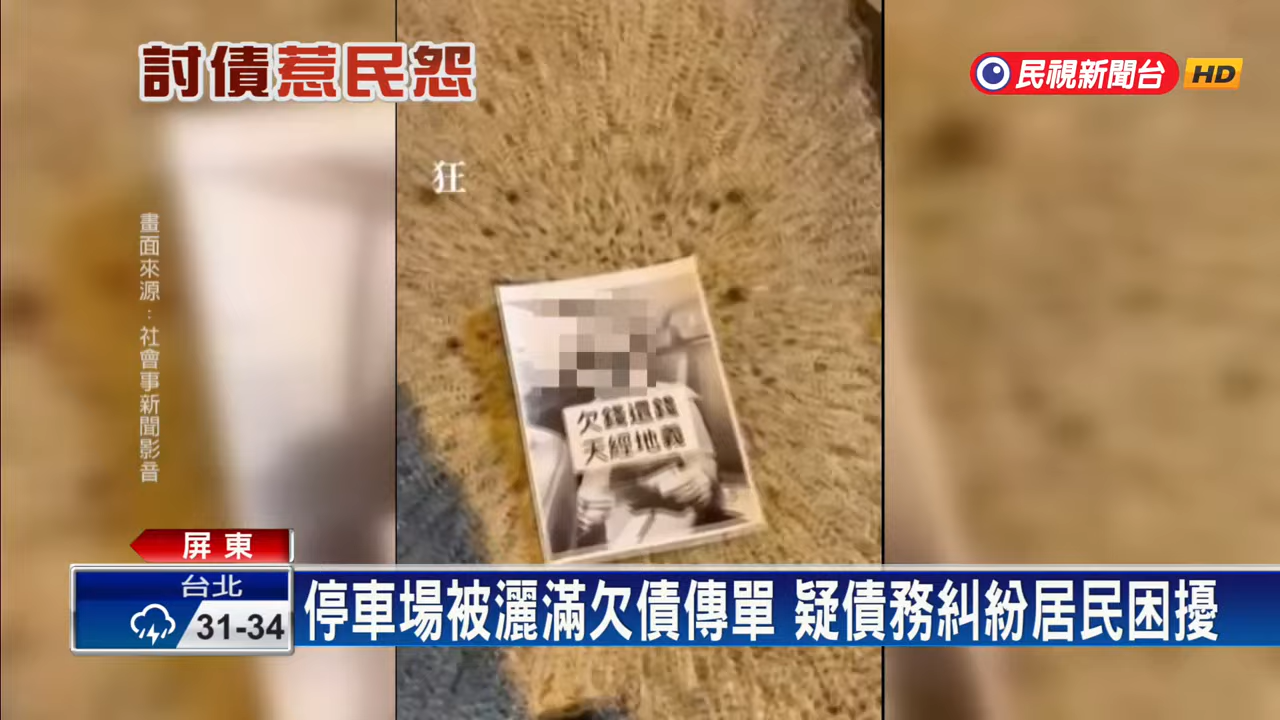 討債惹民怨
民視新聞台 HD
狂
畫面來源：社會事新聞影音
欠錢還錢
天經地義
屏東
台北
31-34
停車場被灑滿欠債傳單 疑債務糾紛居民困擾